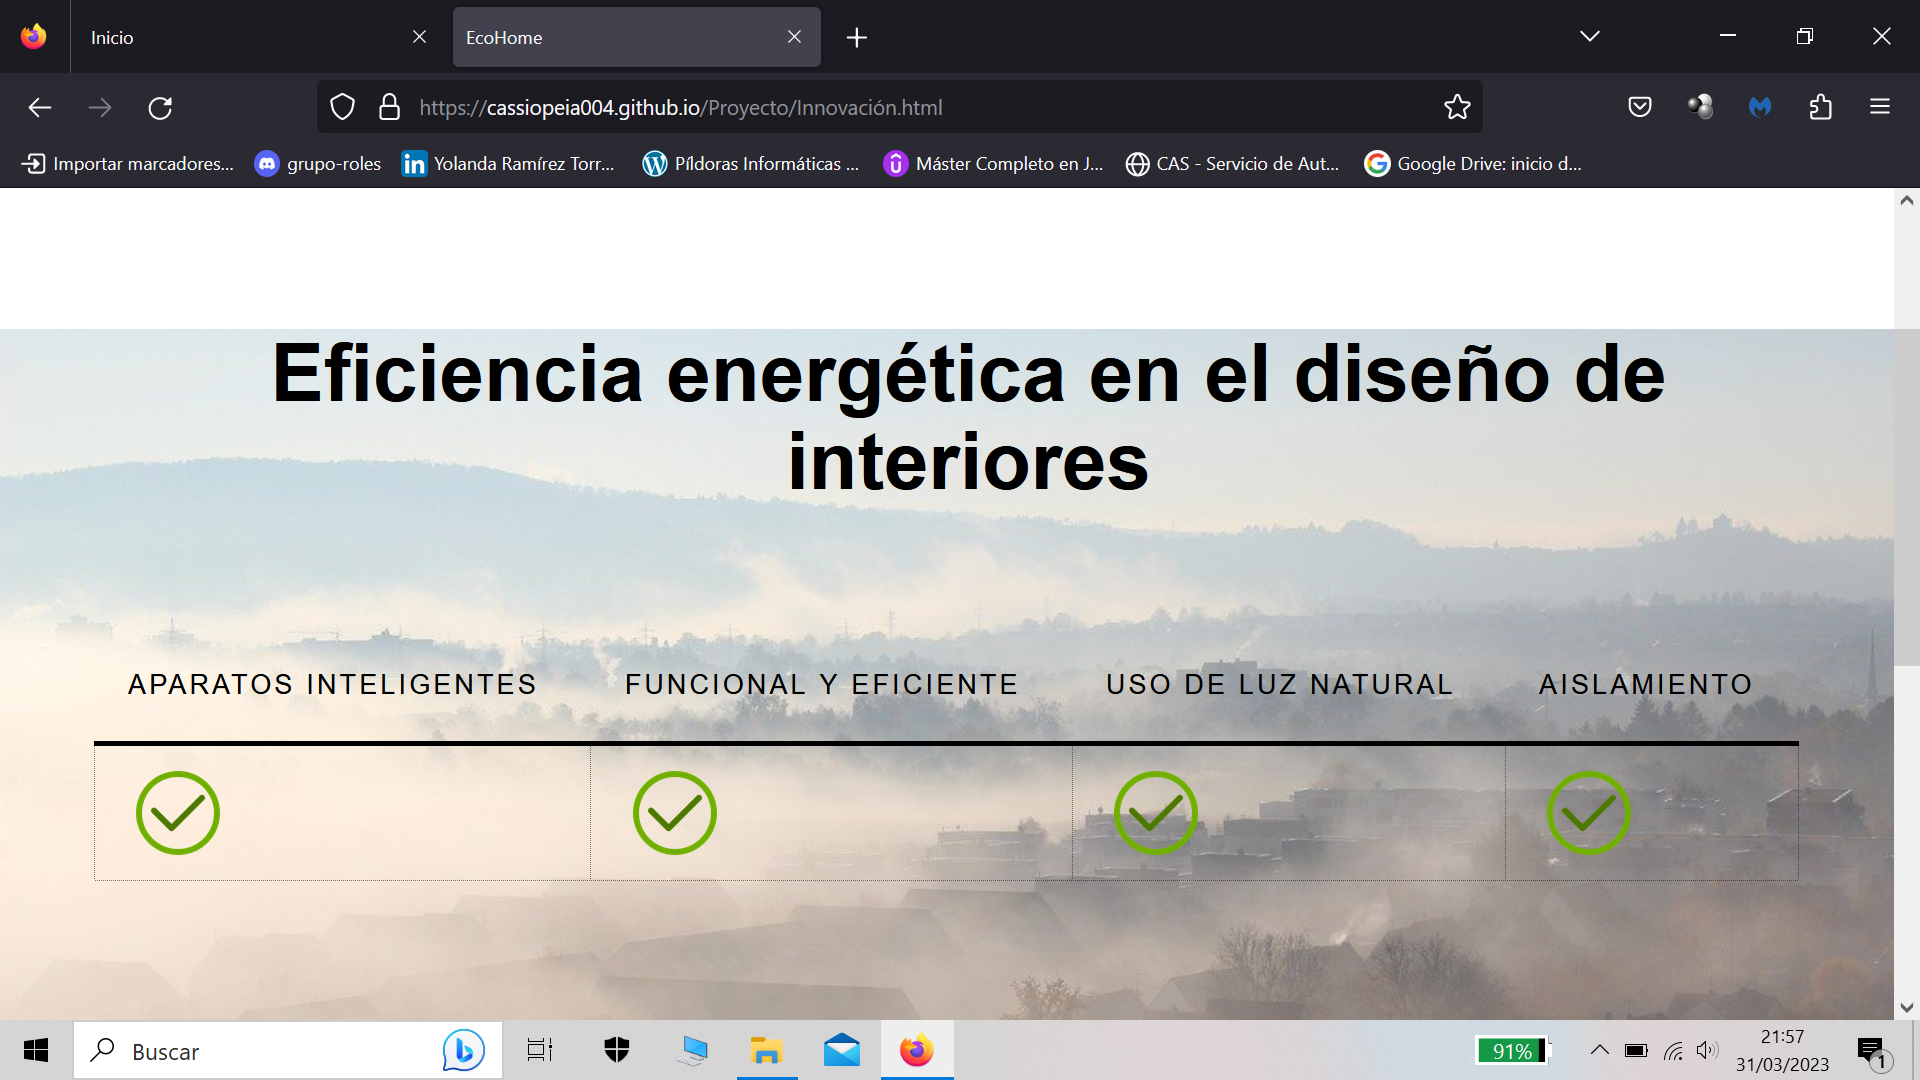 Inicio
EcoHome
https://cassiopeia004.github.io/Proyecto/Innovación.html
Importar marcadores...
grupo-roles
Yolanda Ramírez Torr...
Píldoras Informáticas ...
Máster Completo en J...
CAS - Servicio de Aut...
Google Drive: inicio d...
Eficiencia energética en el diseño de
interiores
APARATOS INTELIGENTES
FUNCIONAL Y EFICIENTE
USO DE LUZ NATURAL
AISLAMIENTO
Buscar
91%
21:57
31/03/2023
1